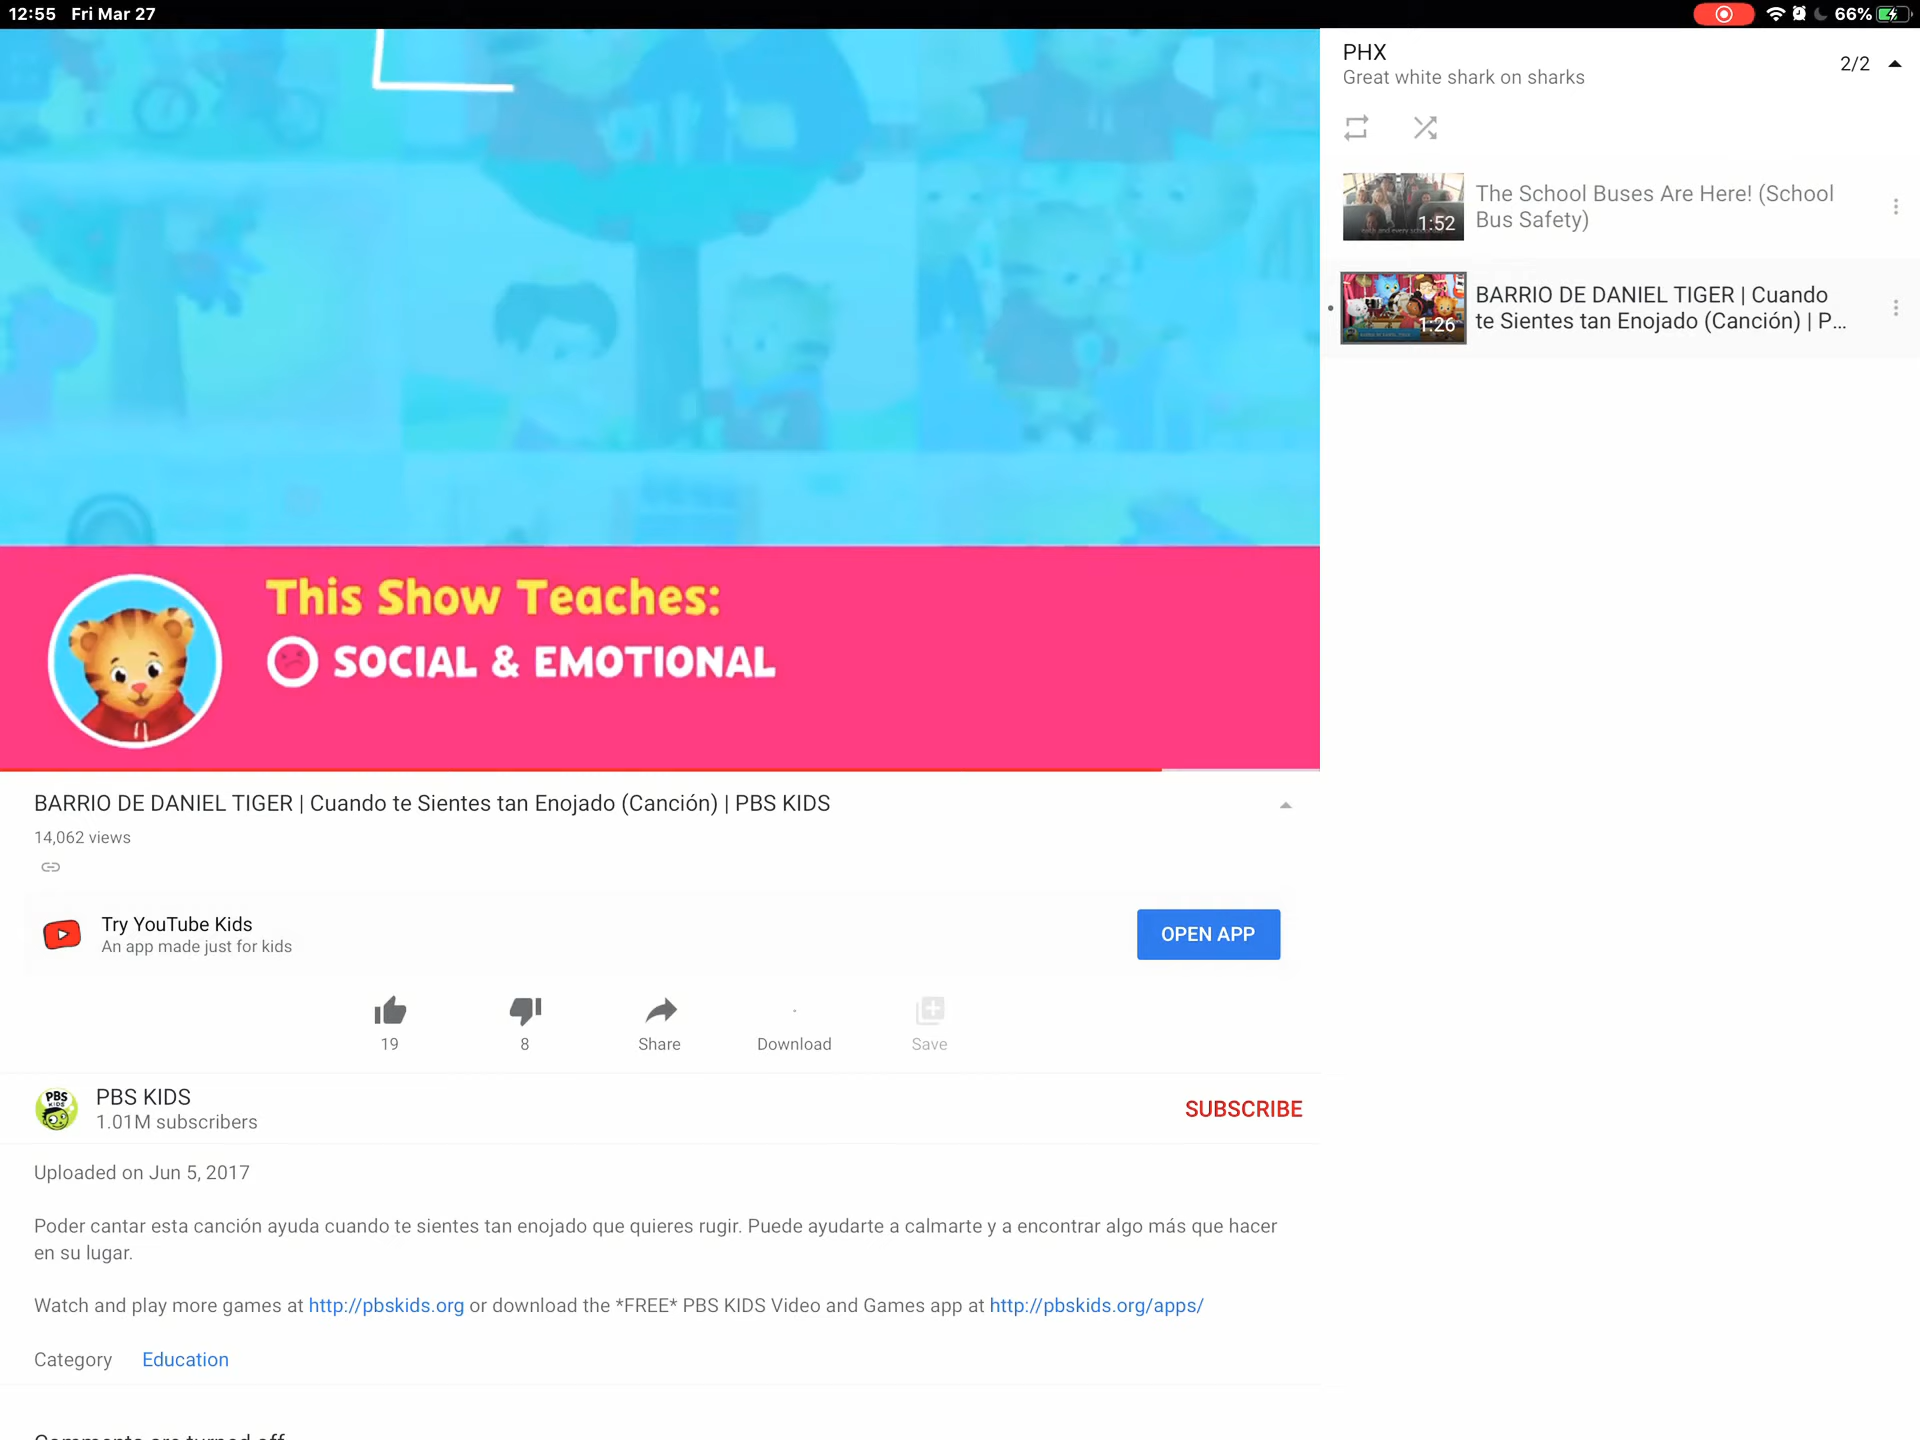 12:55 Fri Mar 27
66%
This Show Teaches:
SOCIAL & EMOTIONAL
BARRIO DE DANIEL TIGER | Cuando te Sientes tan Enojado (Canción) | PBS KIDS
14,062 views
Try YouTube Kids
An app made just for kids
OPEN APP
19
8
Share
Download
Save
PBS KIDS
PBS KIDS
1.01M subscribers
SUBSCRIBE
Uploaded on Jun 5, 2017
Poder cantar esta canción ayuda cuando te sientes tan enojado que quieres rugir. Puede ayudarte a calmarte y a encontrar algo más que hacer
en su lugar.
Watch and play more games at http://pbskids.org or download the *FREE* PBS KIDS Video and Games app at http://pbskids.org/apps/
Category Education
Comments are turned off
PHX
Great white shark on sharks
2/2
1:52
The School Buses Are Here! (School
Bus Safety)
1:26
BARRIO DE DANIEL TIGER | Cuando
te Sientes tan Enojado (Canción) | P...